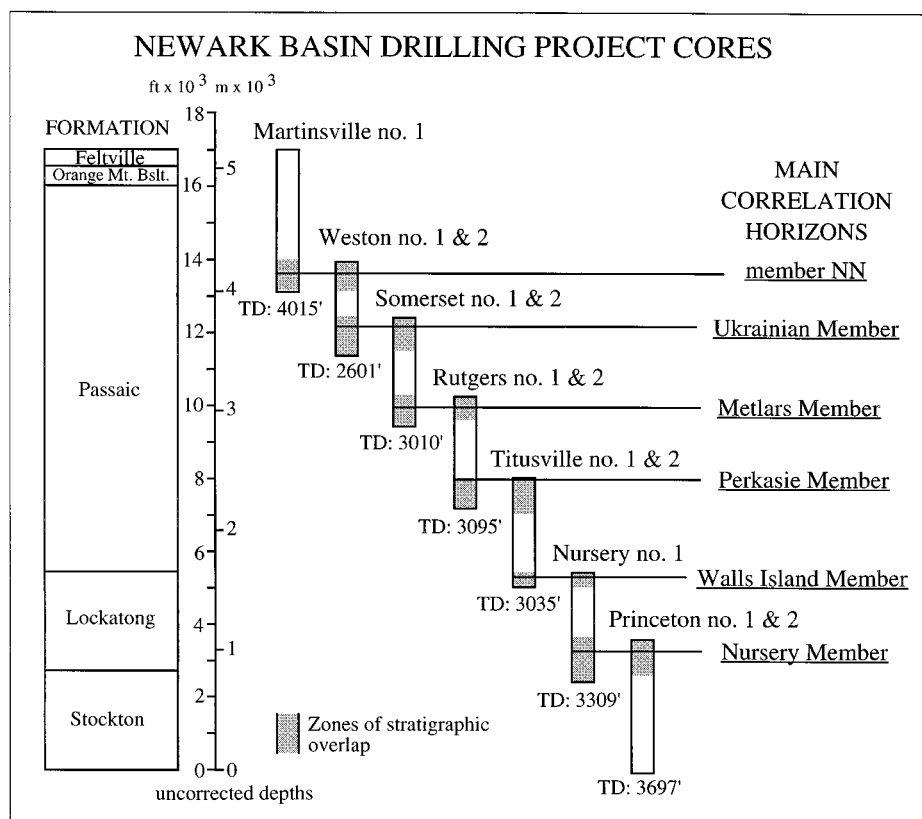 NEWARK BASIN DRILLING PROJECT CORES
ft x 10 3 m x 10 3
FORMATION
Feltville
Orange Mt. Bslt.
Passaic
Lockatong
Stockton
18
16
14
12
10
8
6
4
2
0
5
4
3
2
1
0
uncorrected depths
Martinsville no. 1
TD: 4015'
Weston no. 1 & 2
TD: 2601'
Somerset no. 1 & 2
TD: 3010'
Rutgers no. 1 & 2
TD: 3095'
Titusville no. 1 & 2
TD: 3035'
Nursery no. 1
TD: 3309'
Princeton no. 1 & 2
TD: 3697'
Zones of stratigraphic
overlap
MAIN
CORRELATION
HORIZONS
member NN
Ukrainian Member
Metlars Member
Perkasie Member
Walls Island Member
Nursery Member